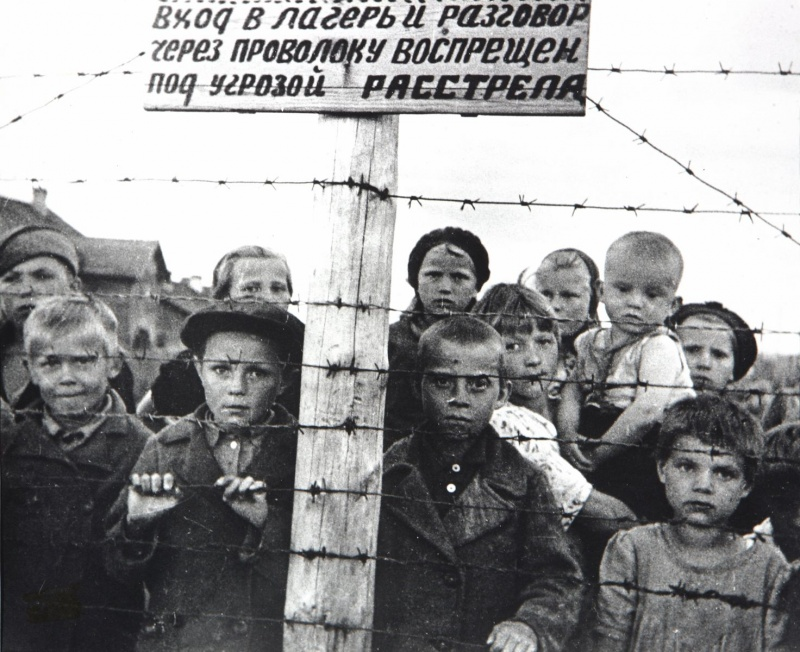 Вход в лагерь и разговор
через проволоку воспрещен
под угрозой расстрела